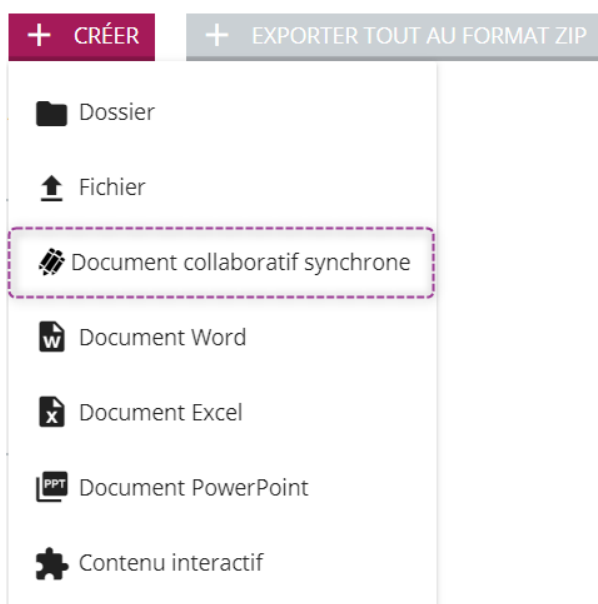 + CRÉER
+ EXPORTER TOUT AU FORMAT ZIP
Dossier
Fichier
Document collaboratif synchrone
W Document Word
X Document Excel
PPT Document PowerPoint
Contenu interactif